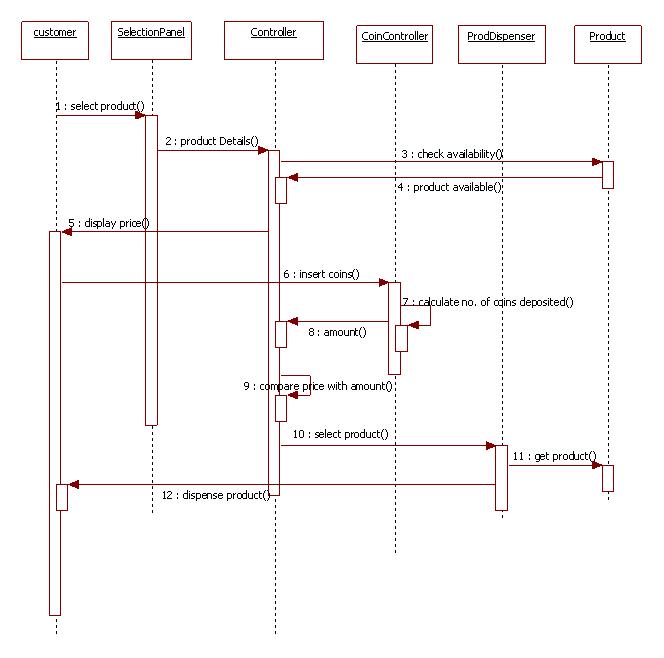 customer
SelectionPanel
Controller
CoinController
ProdDispenser
Product
1 : select product()
2 : product Details()
3 : check availability()
4 : product available()
5 : display price()
6 : insert coins()
7 : calculate no. of coins deposited()
8 : amount()
9 : compare price with amount()
10 : select product()
11 : get product()
12 : dispense product()